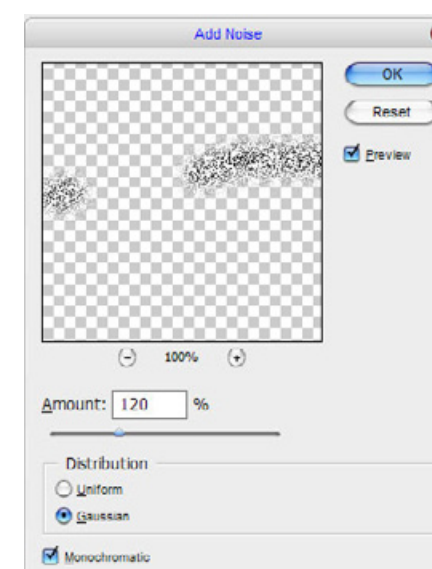 Add Noise
OK
Reset
Preview
(-) 100% (+)
Amount: 120 %
Distribution
Uniform
Gaussian
Monochromatic